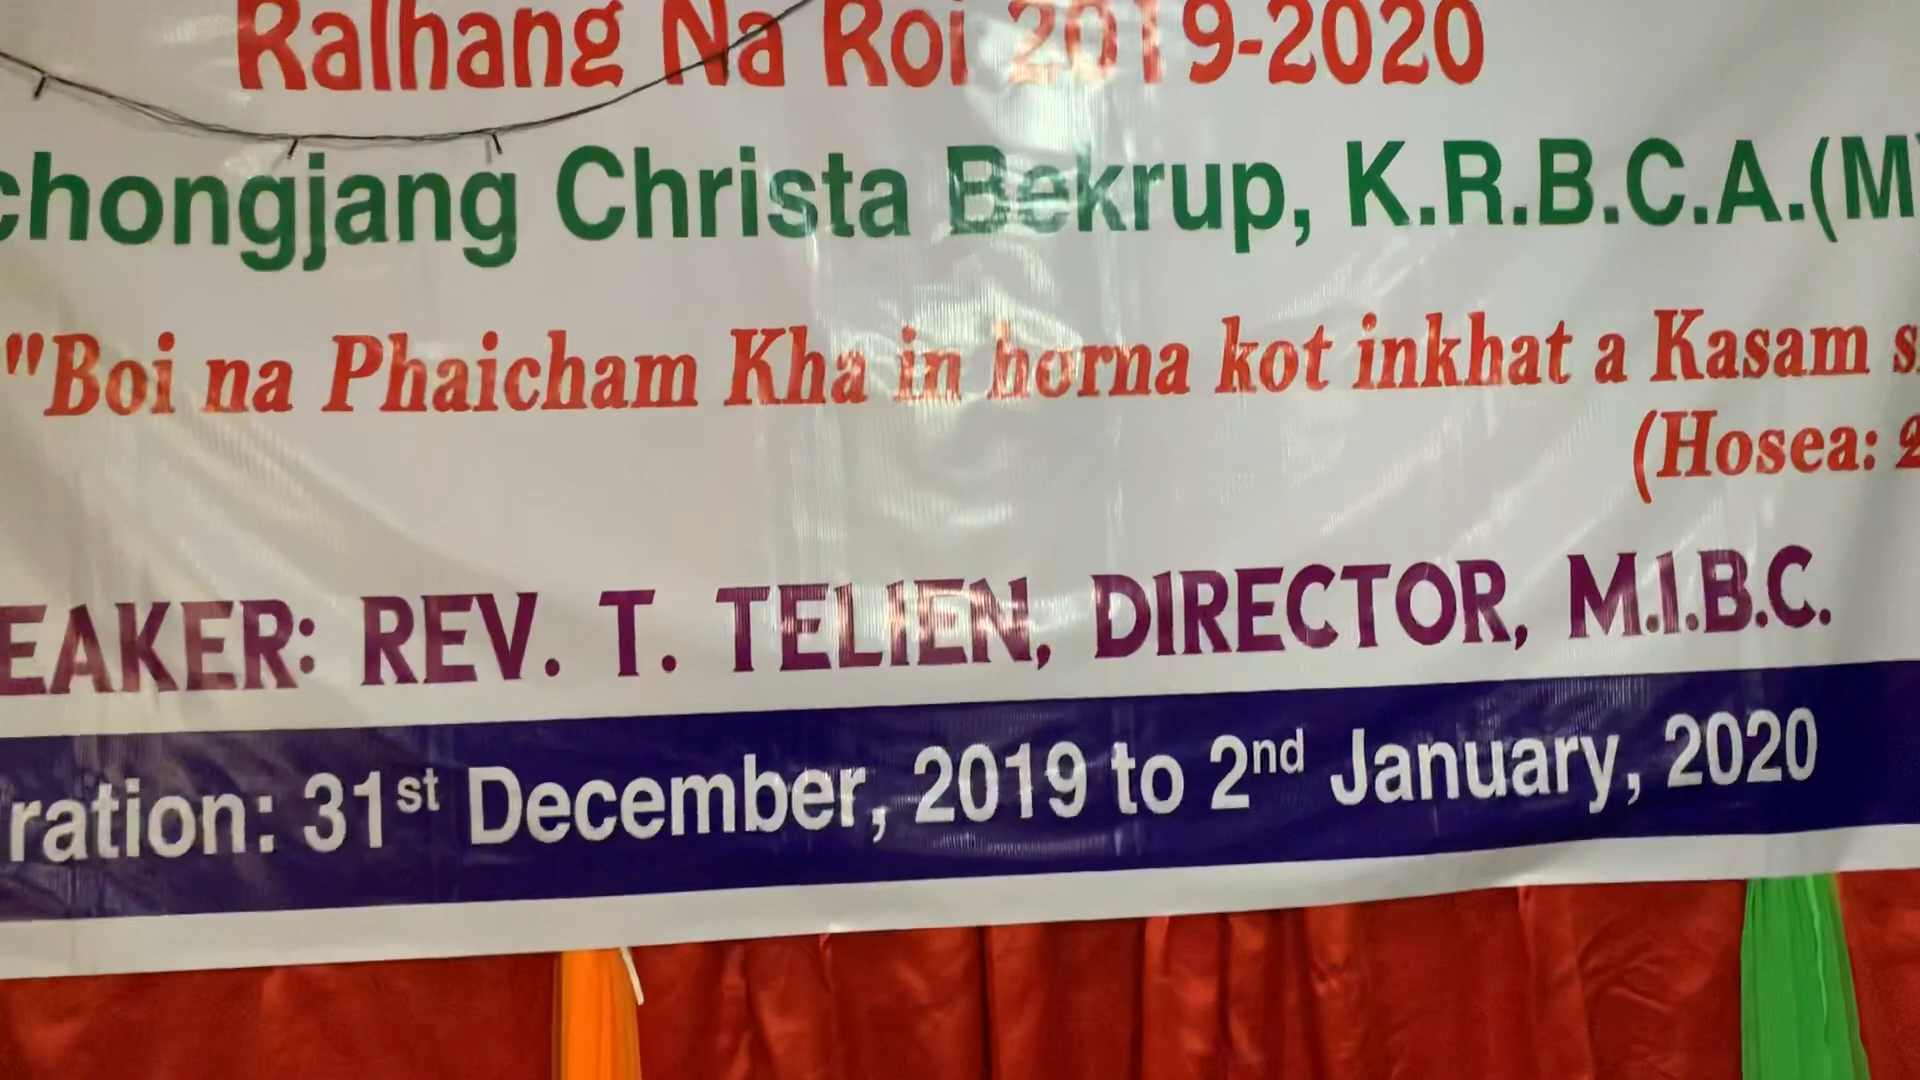 Ralhang Na Roi 2019-2020
chongjang Christa Bekrup, K.R.B.C.A.(M
"Boi na Phaicham Kha in horna kot inkhat a Kasam
(Hosea: 2
EAKER: REV. T. TELIEN, DIRECTOR, M.I.B.C.
ration: 31st December, 2019 to 2nd January, 2020